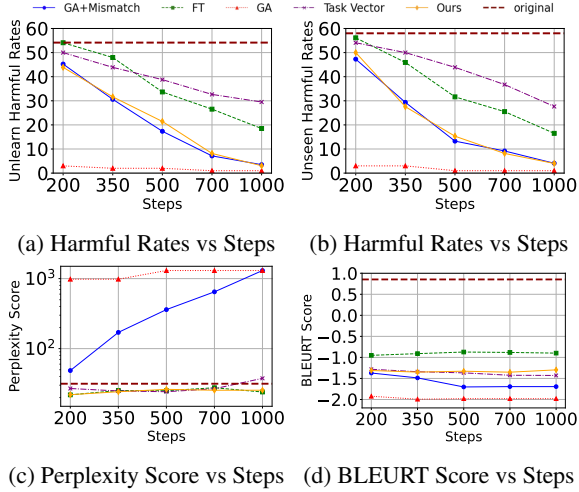 GA+Mismatch FT GA Task Vector Ours original
60
50
40
30
20
10
0
Unlearn Harmful Rates
200 350 500 700 1000
Steps
(a) Harmful Rates vs Steps
60
50
40
30
20
10
0
Unseen Harmful Rates
200 350 500 700 1000
Steps
(b) Harmful Rates vs Steps
10³
10²
Perplexity Score
200 350 500 700 1000
Steps
(c) Perplexity Score vs Steps
1.0
0.5
0.0
−0.5
−1.0
−1.5
−2.0
BLEURT Score
200 350 500 700 1000
Steps
(d) BLEURT Score vs Steps